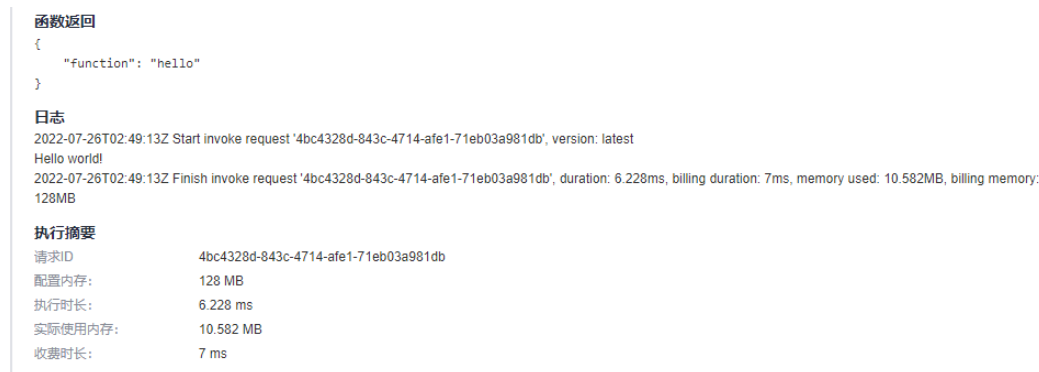 函数返回
{
    "function": "hello"
}
日志
2022-07-26T02:49:13Z Start invoke request '4bc4328d-843c-4714-afe1-71eb03a981db', version: latest
Hello world!
2022-07-26T02:49:13Z Finish invoke request '4bc4328d-843c-4714-afe1-71eb03a981db', duration: 6.228ms, billing duration: 7ms, memory used: 10.582MB, billing memory:
128MB
执行摘要
请求ID 4bc4328d-843c-4714-afe1-71eb03a981db
配置内存: 128 MB
执行时长: 6.228 ms
实际使用内存: 10.582 MB
收费时长: 7 ms